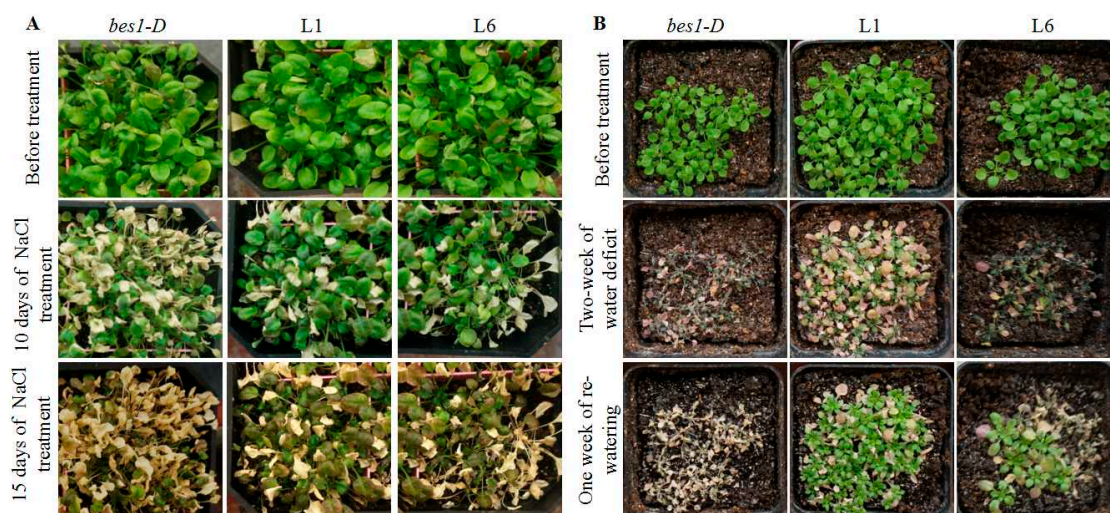 A
bes1-D
L1
L6
Before treatment
10 days of NaCl
treatment
15 days of NaCl
treatment
B
bes1-D
L1
L6
Before treatment
Two-week of
water deficit
One week of re-
watering